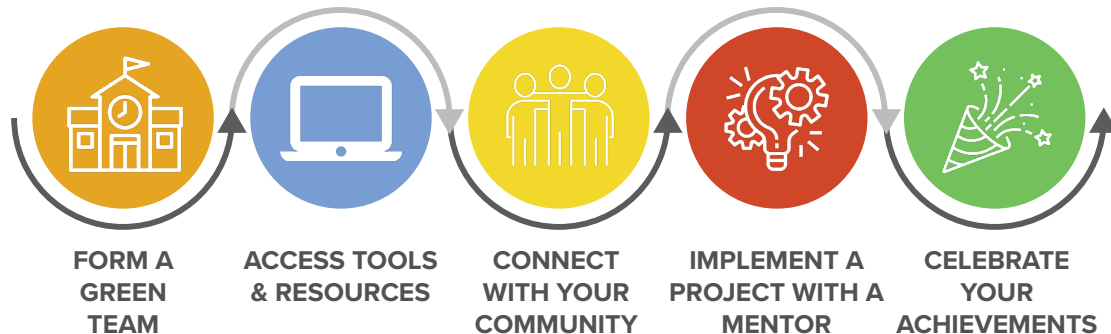 FORM A
GREEN
TEAM
ACCESS TOOLS
& RESOURCES
CONNECT
WITH YOUR
COMMUNITY
IMPLEMENT A
PROJECT WITH A
MENTOR
CELEBRATE
YOUR
ACHIEVEMENTS